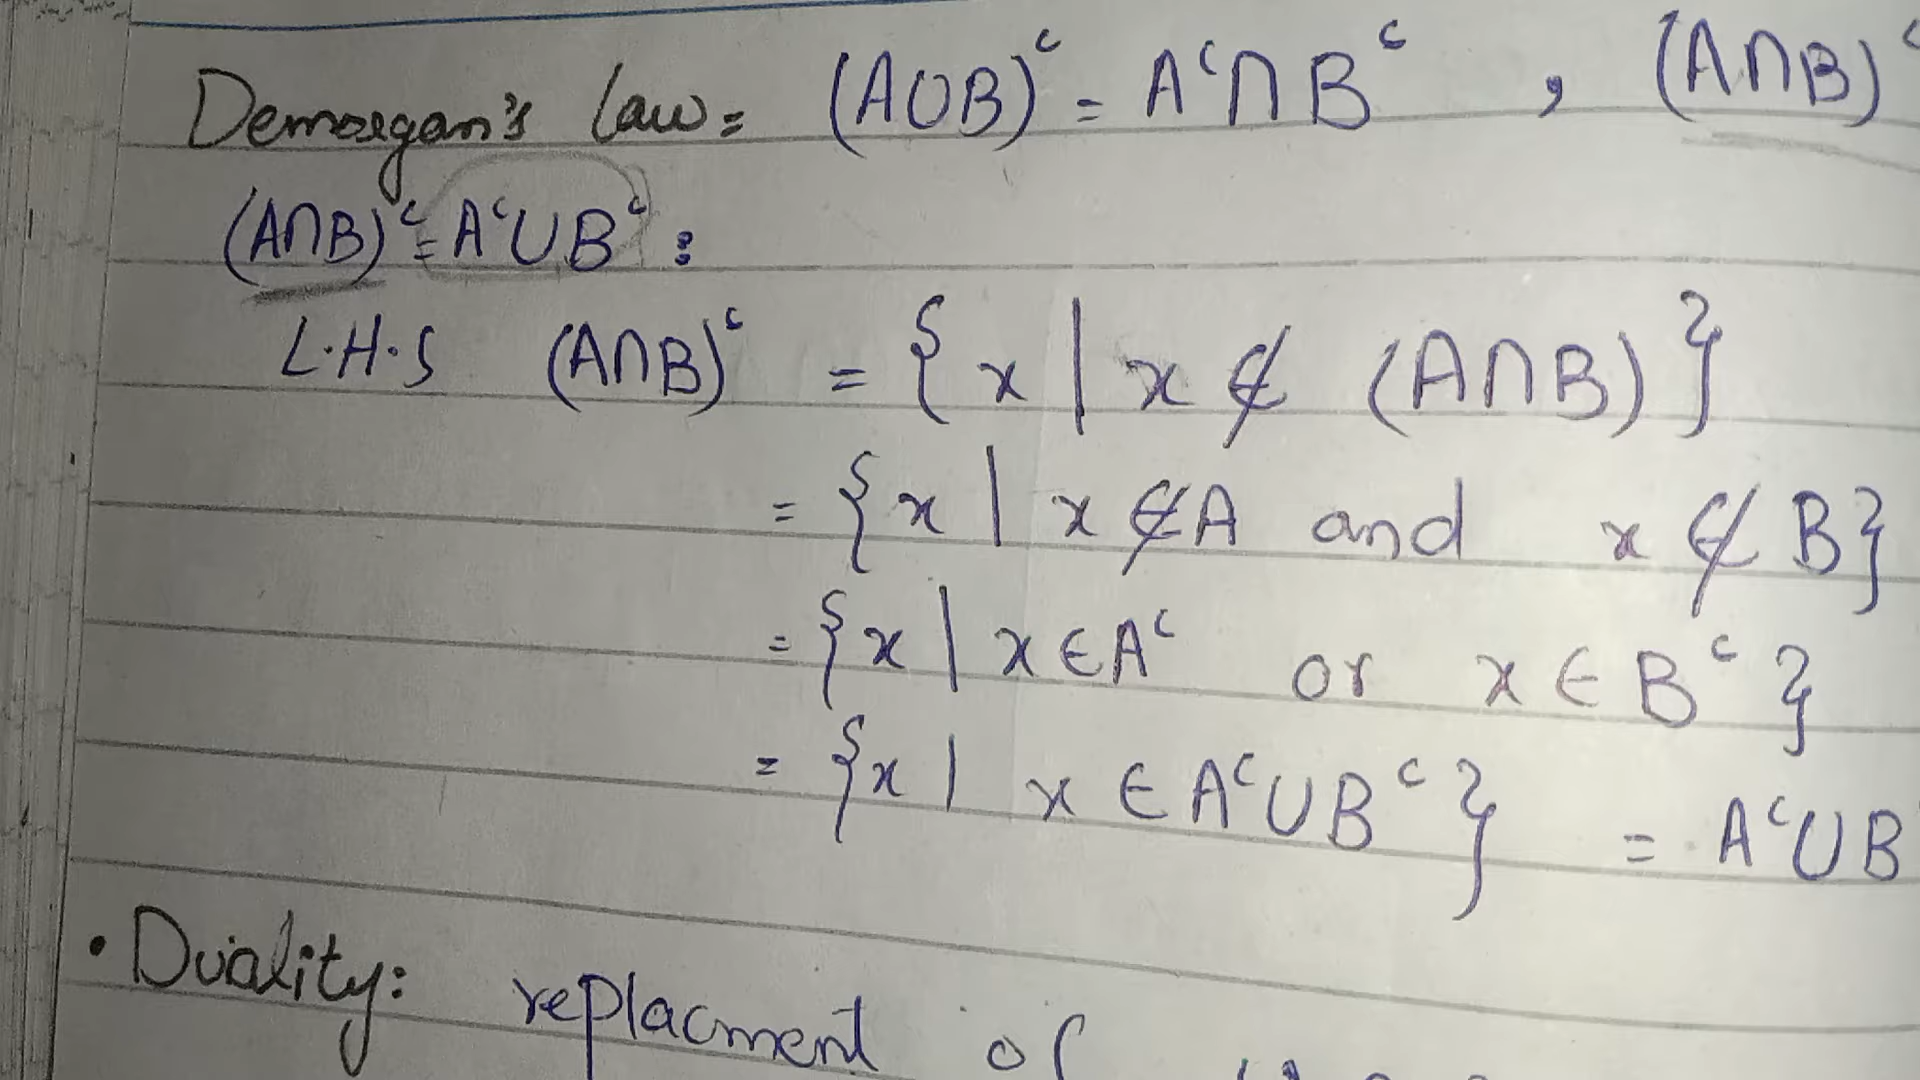 Demorgan's law = (A∪B)ᶜ = Aᶜ∩Bᶜ , (A∩B)ᶜ
(A∩B)ᶜ = Aᶜ∪Bᶜ :
L.H.S (A∩B)ᶜ = {x | x ∉ (A∩B)}
= {x | x ∉ A and x ∉ B}
= {x | x ∈ Aᶜ or x ∈ Bᶜ}
= {x | x ∈ Aᶜ∪Bᶜ} = Aᶜ∪B
• Duality: replacment of